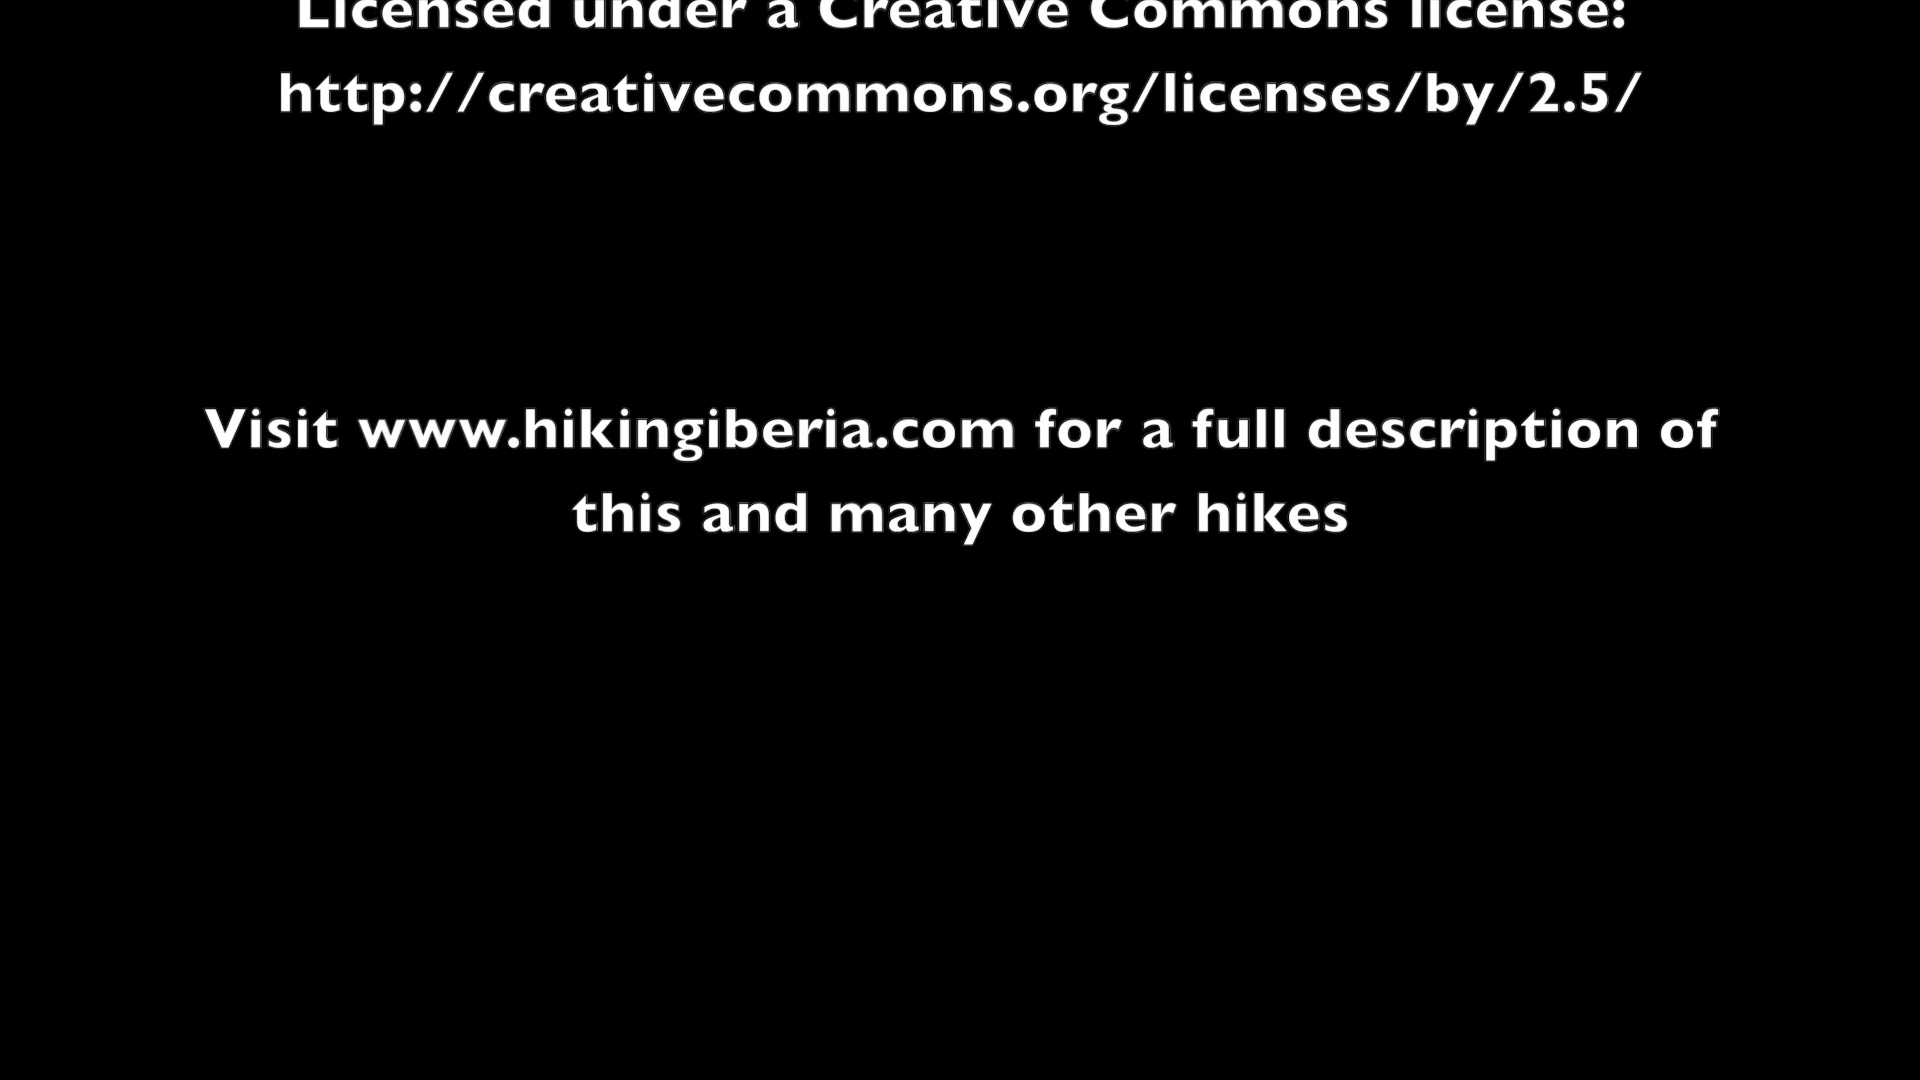 Licensed under a Creative Commons license:
http://creativecommons.org/licenses/by/2.5/
Visit www.hikingiberia.com for a full description of
this and many other hikes